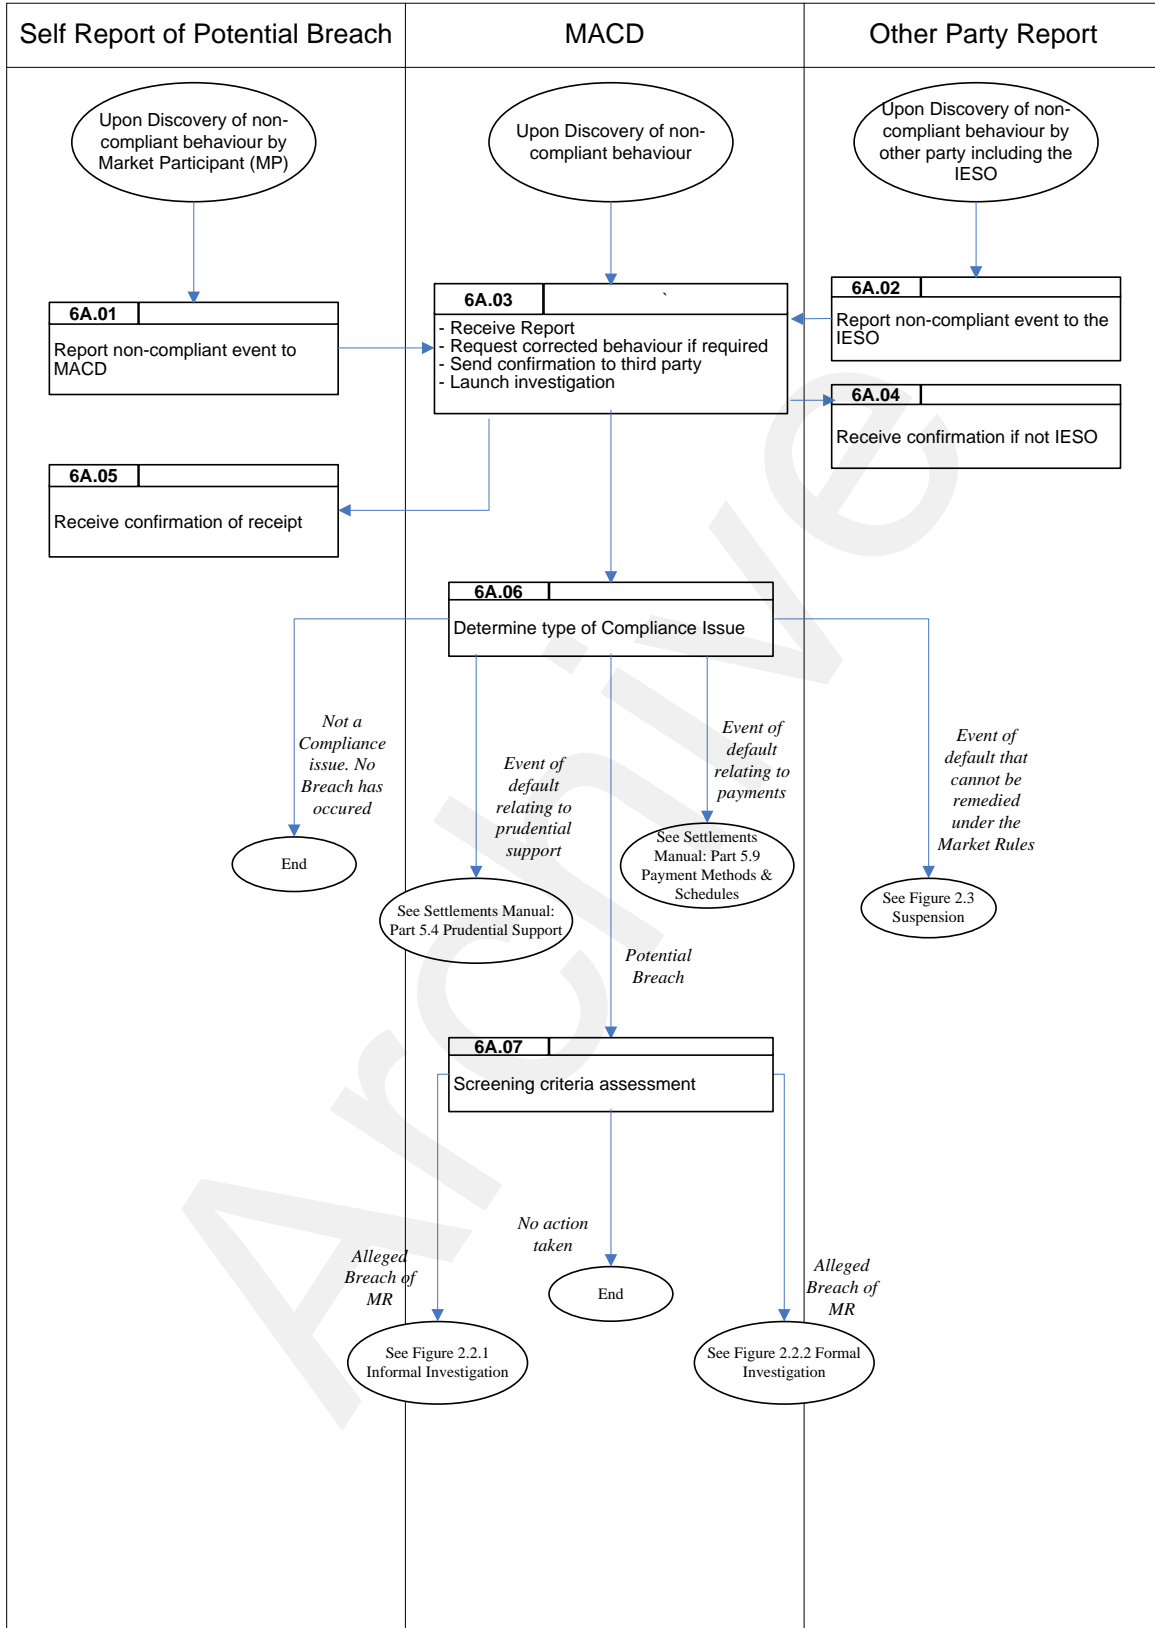 Self Report of Potential Breach
MACD
Other Party Report
Upon Discovery of non-
compliant behaviour by
Market Participant (MP)
Upon Discovery of non-
compliant behaviour
Upon Discovery of non-
compliant behaviour by
other party including the
IESO
6A.01
Report non-compliant event to
MACD
6A.03
`
- Receive Report
- Request corrected behaviour if required
- Send confirmation to third party
- Launch investigation
6A.02
Report non-compliant event to the
IESO
6A.04
Receive confirmation if not IESO
6A.05
Receive confirmation of receipt
6A.06
Determine type of Compliance Issue
Not a
Compliance
issue. No
Breach has
occured
Event of
default
relating to
prudential
support
Event of
default
relating to
payments
Event of
default that
cannot be
remedied
under the
Market Rules
End
See Settlements Manual:
Part 5.4 Prudential Support
See Settlements
Manual: Part 5.9
Payment Methods &
Schedules
See Figure 2.3
Suspension
Potential
Breach
6A.07
Screening criteria assessment
Alleged
Breach of
MR
No action
taken
Alleged
Breach of
MR
See Figure 2.2.1
Informal Investigation
End
See Figure 2.2.2 Formal
Investigation
Archive